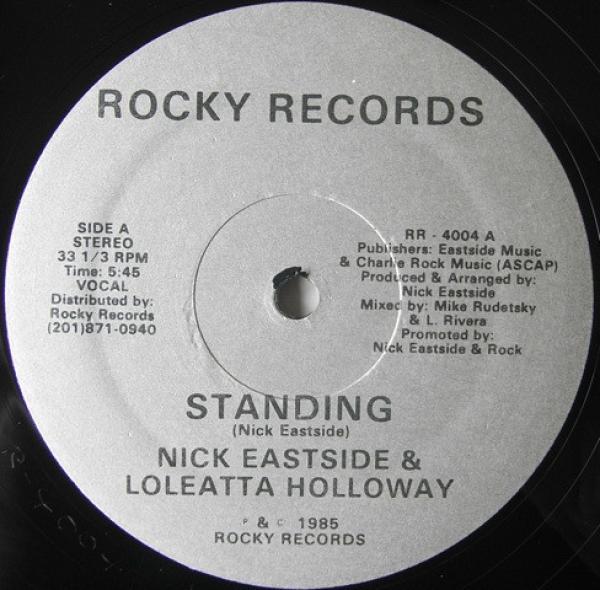 ROCKY RECORDS
SIDE A
STEREO
33 1/3 RPM
Time: 5:45
VOCAL
Distributed by:
Rocky Records
(201)871-0940
RR - 4004 A
Publishers: Eastside Music
& Charlie Rock Music (ASCAP)
Produced & Arranged by:
Nick Eastside
Mixed by: Mike Rudetsky
& L. Rivera
Promoted by:
Nick Eastside & Rock
STANDING
(Nick Eastside)
NICK EASTSIDE &
LOLEATTA HOLLOWAY
P & C 1985
ROCKY RECORDS
R-4004